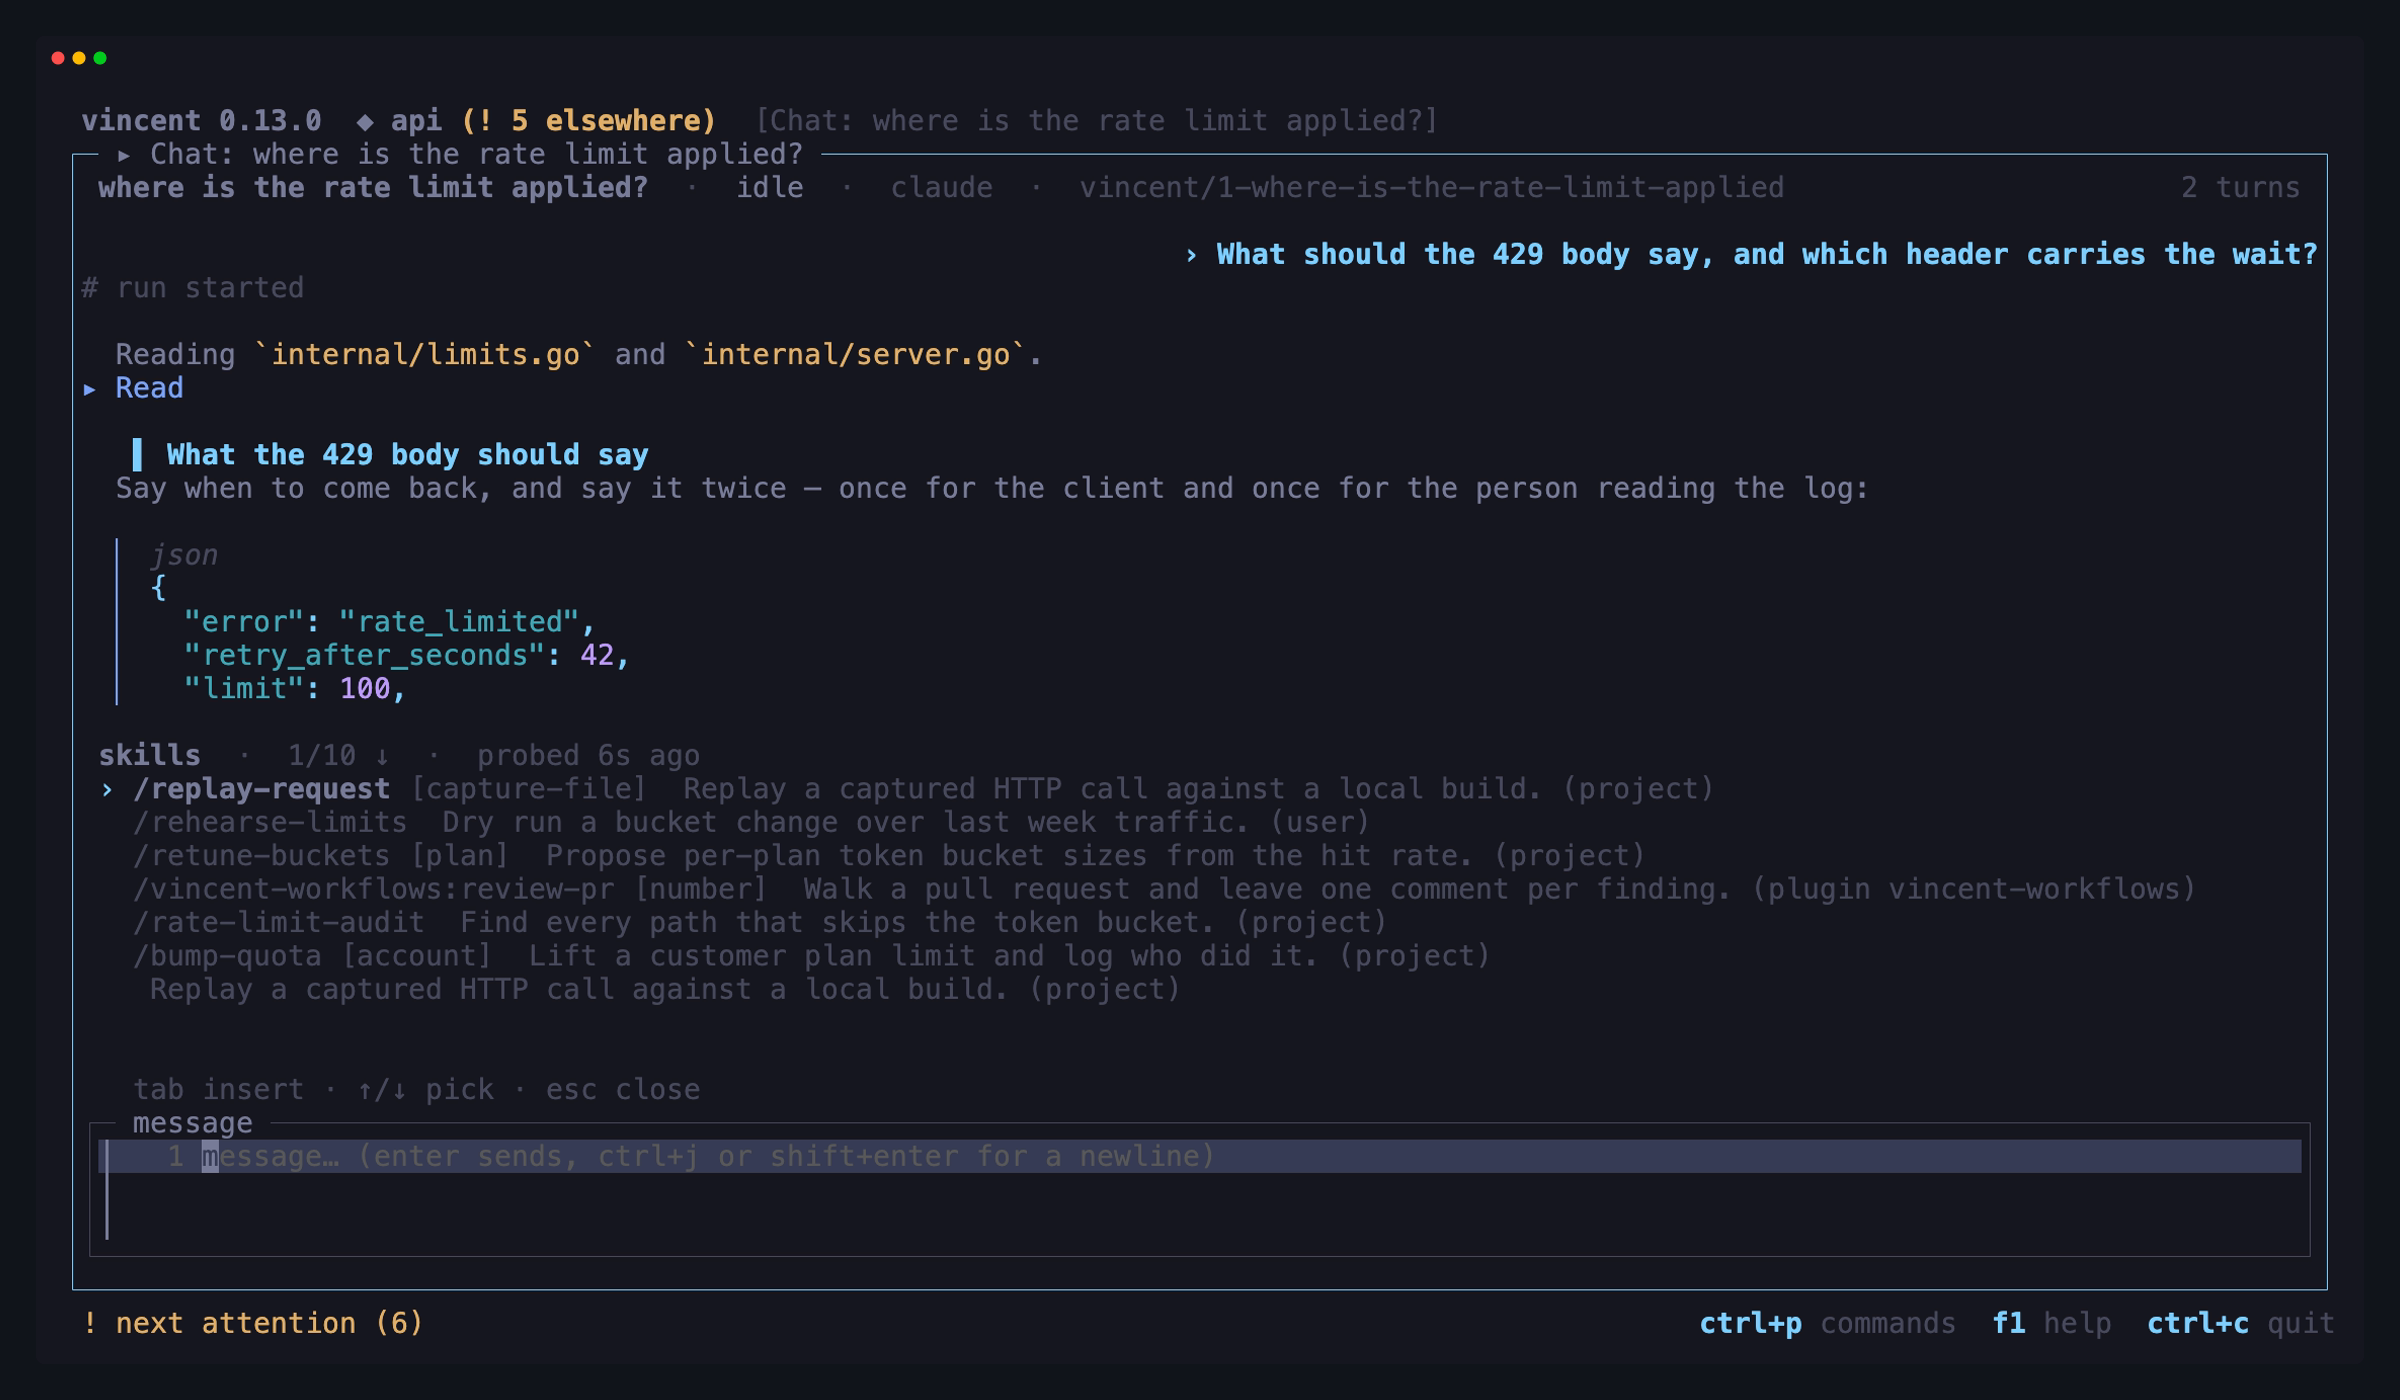 vincent 0.13.0  ◆ api (! 5 elsewhere)  [Chat: where is the rate limit applied?]
▸ Chat: where is the rate limit applied?
where is the rate limit applied?  ·  idle  ·  claude  ·  vincent/1-where-is-the-rate-limit-applied  2 turns
› What should the 429 body say, and which header carries the wait?
# run started
Reading `internal/limits.go` and `internal/server.go`.
▸ Read
What the 429 body should say
Say when to come back, and say it twice — once for the client and once for the person reading the log:
json
{
"error": "rate_limited",
"retry_after_seconds": 42,
"limit": 100,
skills  ·  1/10 ↓  ·  probed 6s ago
› /replay-request [capture-file]  Replay a captured HTTP call against a local build. (project)
/rehearse-limits  Dry run a bucket change over last week traffic. (user)
/retune-buckets [plan]  Propose per-plan token bucket sizes from the hit rate. (project)
/vincent-workflows:review-pr [number]  Walk a pull request and leave one comment per finding. (plugin vincent-workflows)
/rate-limit-audit  Find every path that skips the token bucket. (project)
/bump-quota [account]  Lift a customer plan limit and log who did it. (project)
Replay a captured HTTP call against a local build. (project)
tab insert · ↑/↓ pick · esc close
message
1 message… (enter sends, ctrl+j or shift+enter for a newline)
! next attention (6)  ctrl+p commands  f1 help  ctrl+c quit